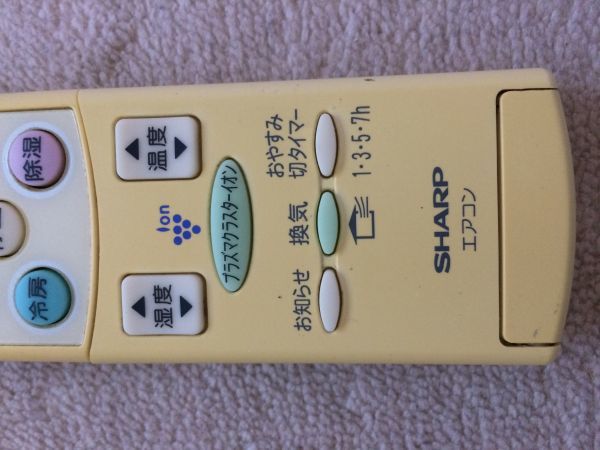 冷房
除湿
湿度
温度
Ion
プラズマクラスターイオン
お知らせ
換気
おやすみ
切タイマー
1・3・5・7h
SHARP
エアコン